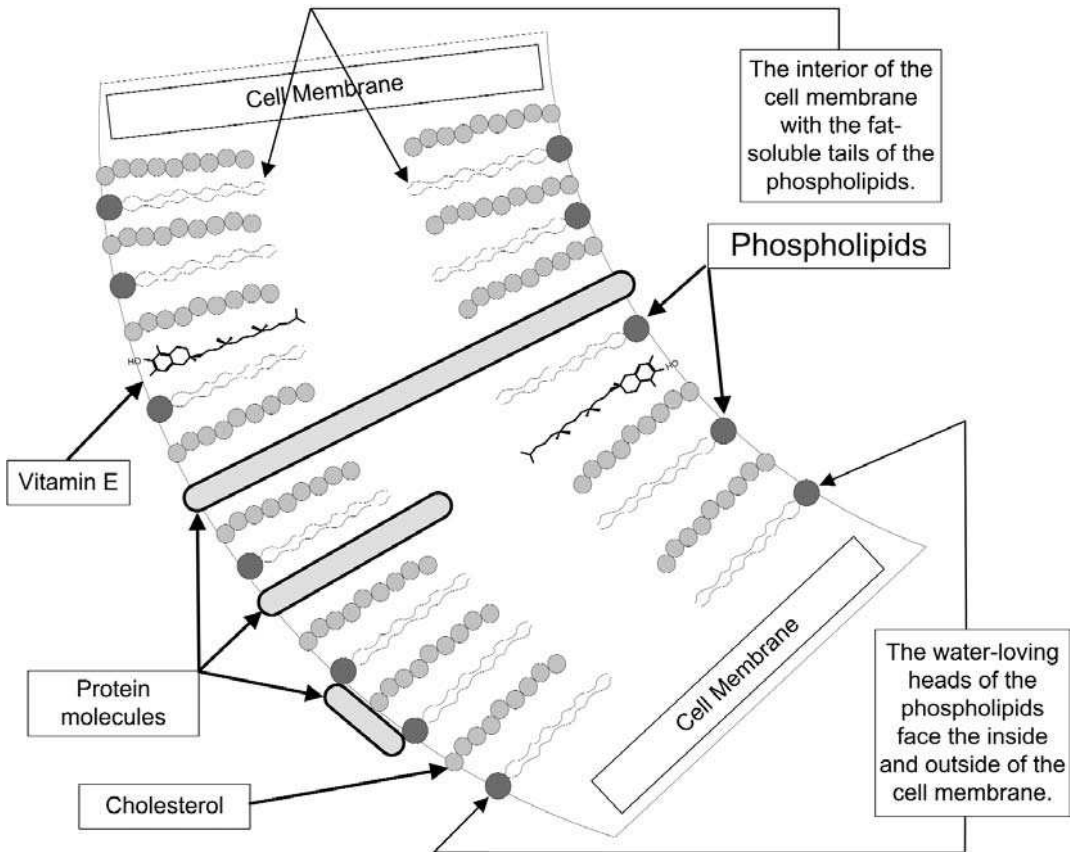 Cell Membrane
The interior of the
cell membrane
with the fat-
soluble tails of the
phospholipids.
Phospholipids
HO
HO
Vitamin E
Protein
molecules
Cholesterol
Cell Membrane
The water-loving
heads of the
phospholipids
face the inside
and outside of the
cell membrane.